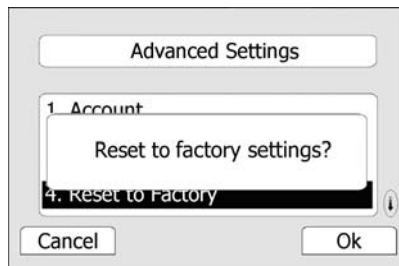 Advanced Settings
1. Account
Reset to factory settings?
4. Reset to Factory
Cancel
Ok